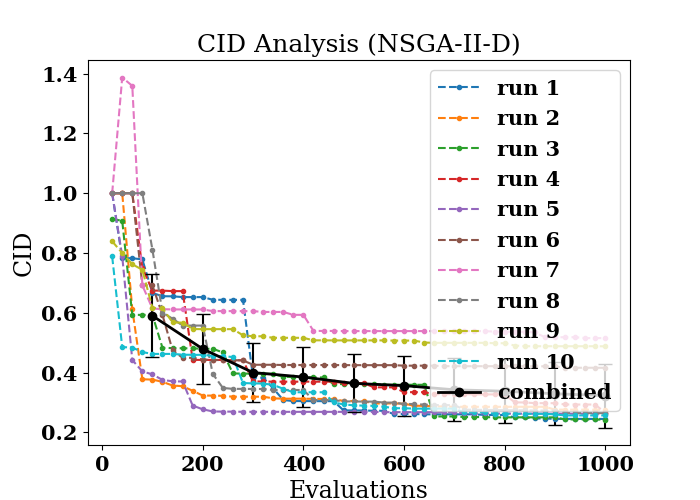 CID Analysis (NSGA-II-D)
CID
1.4
1.2
1.0
0.8
0.6
0.4
0.2
0
200
400
600
800
1000
Evaluations
run 1
run 2
run 3
run 4
run 5
run 6
run 7
run 8
run 9
run 10
combined